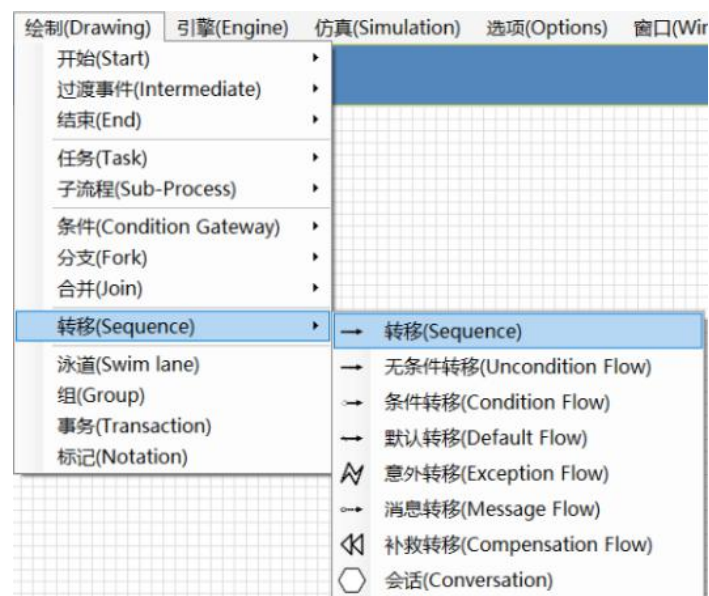 绘制(Drawing) 引擎(Engine) 仿真(Simulation) 选项(Options) 窗口(Wir
开始(Start)
过渡事件(Intermediate)
结束(End)
任务(Task)
子流程(Sub-Process)
条件(Condition Gateway)
分支(Fork)
合并(Join)
转移(Sequence)
泳道(Swim lane)
组(Group)
事务(Transaction)
标记(Notation)
转移(Sequence)
无条件转移(Uncondition Flow)
条件转移(Condition Flow)
默认转移(Default Flow)
意外转移(Exception Flow)
消息转移(Message Flow)
补救转移(Compensation Flow)
会话(Conversation)